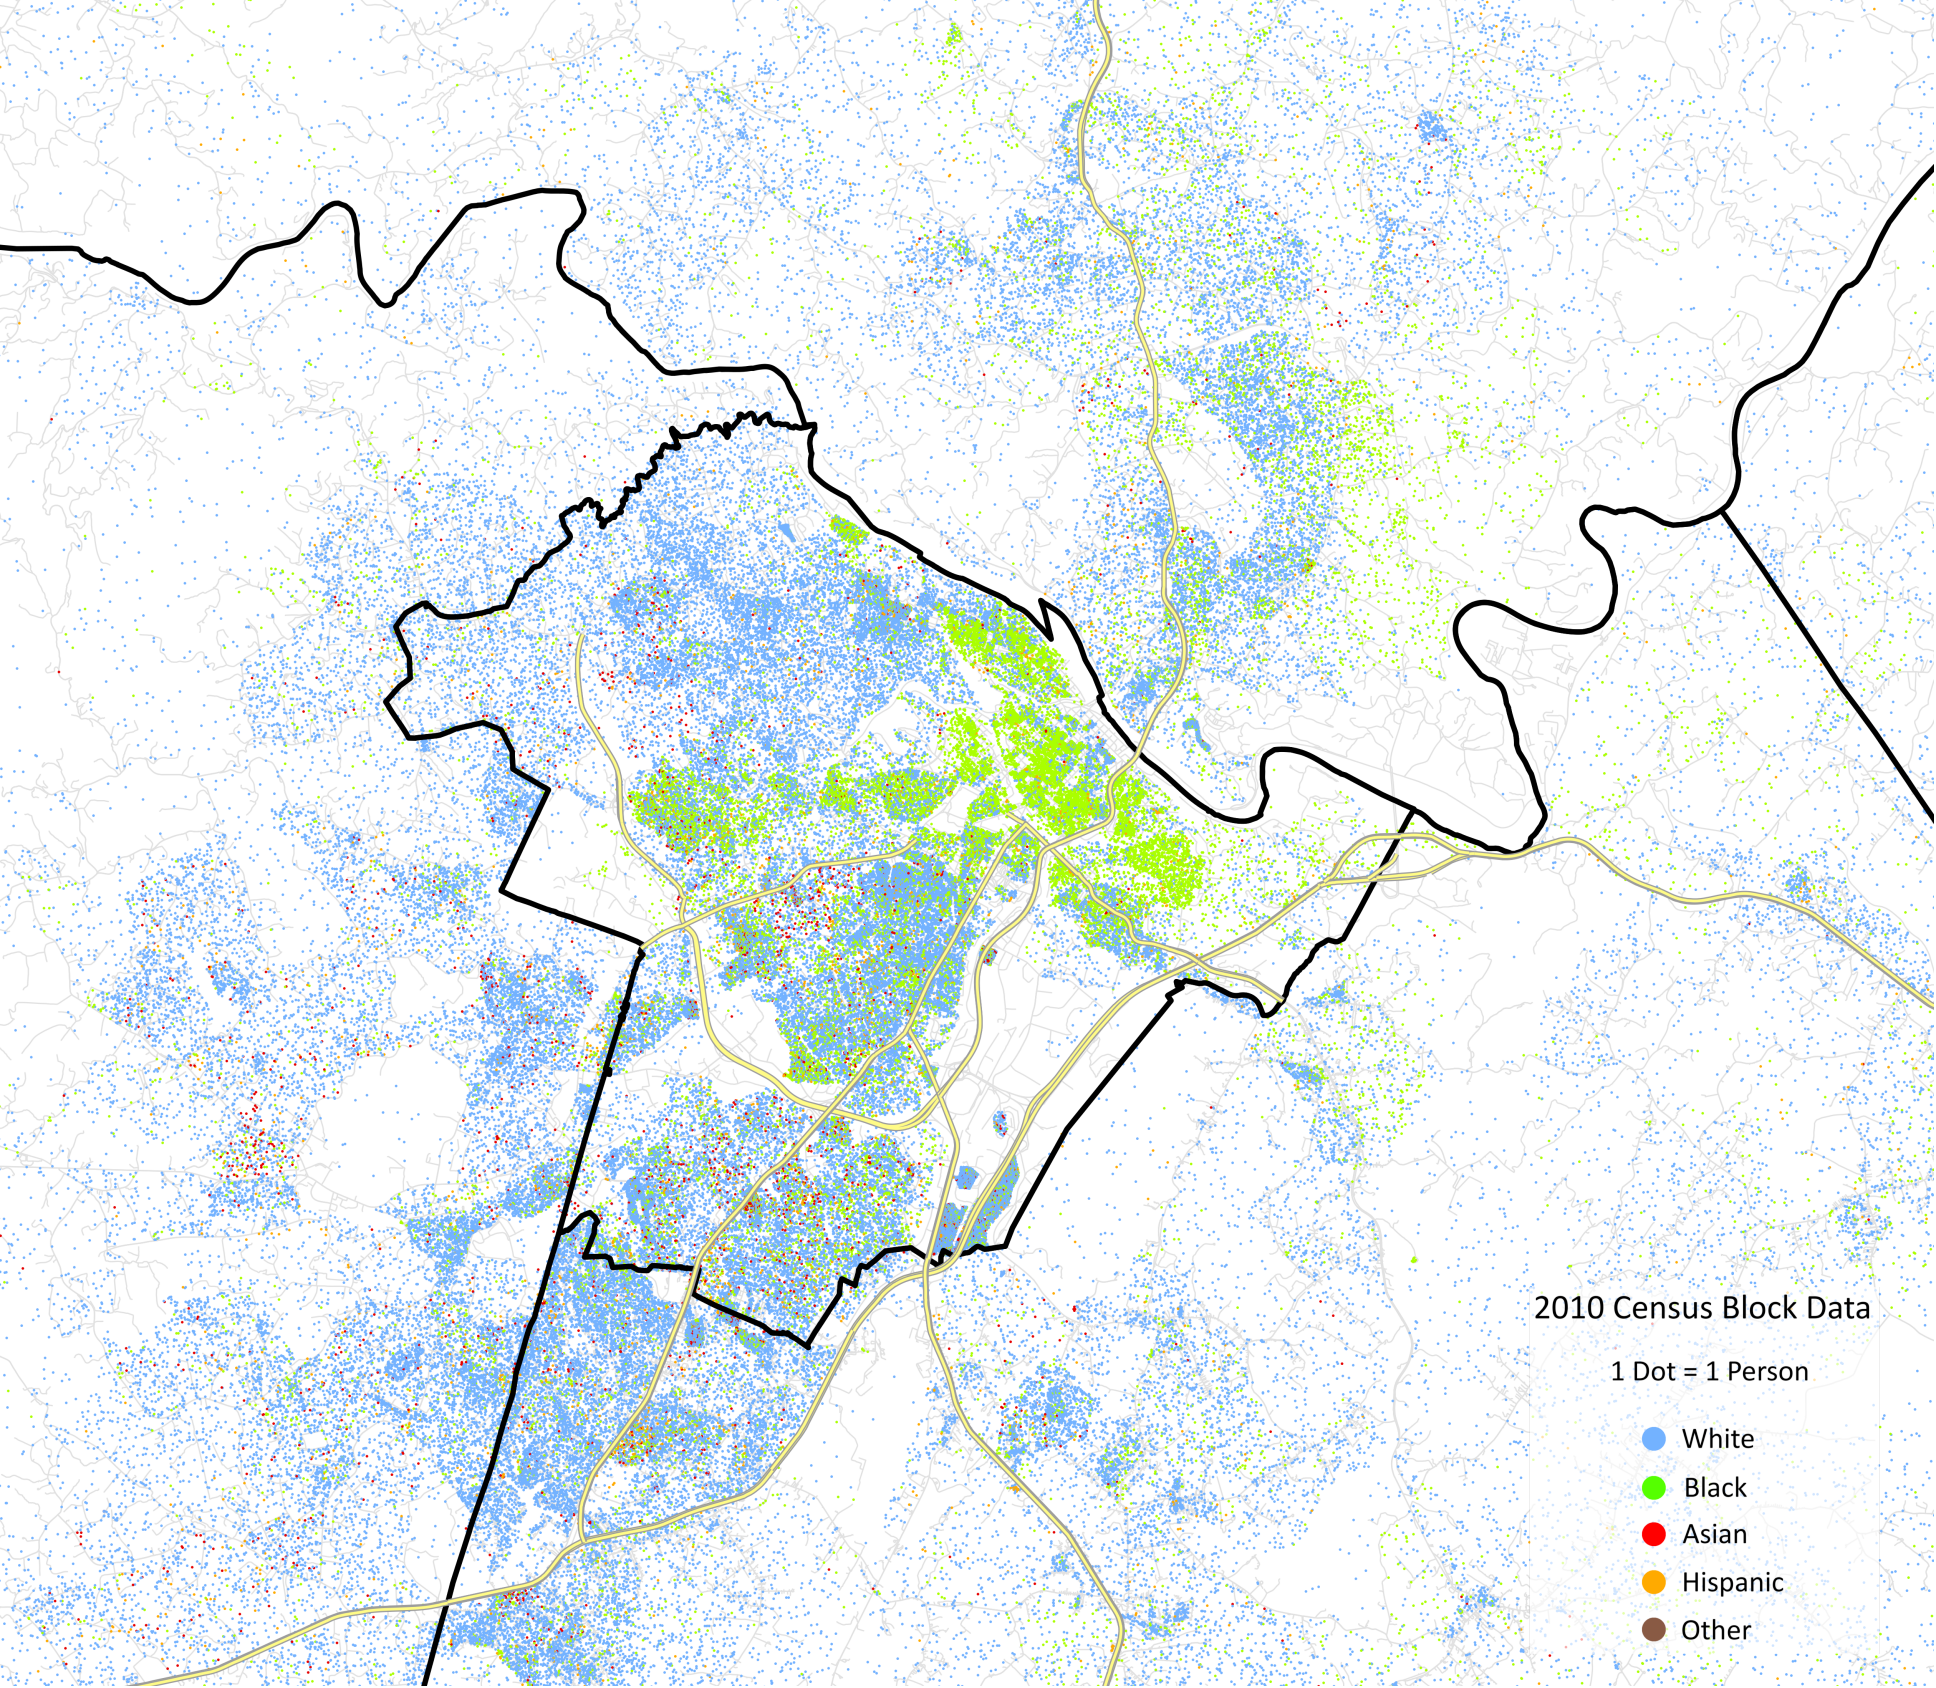 2010 Census Block Data
1 Dot = 1 Person
White
Black
Asian
Hispanic
Other